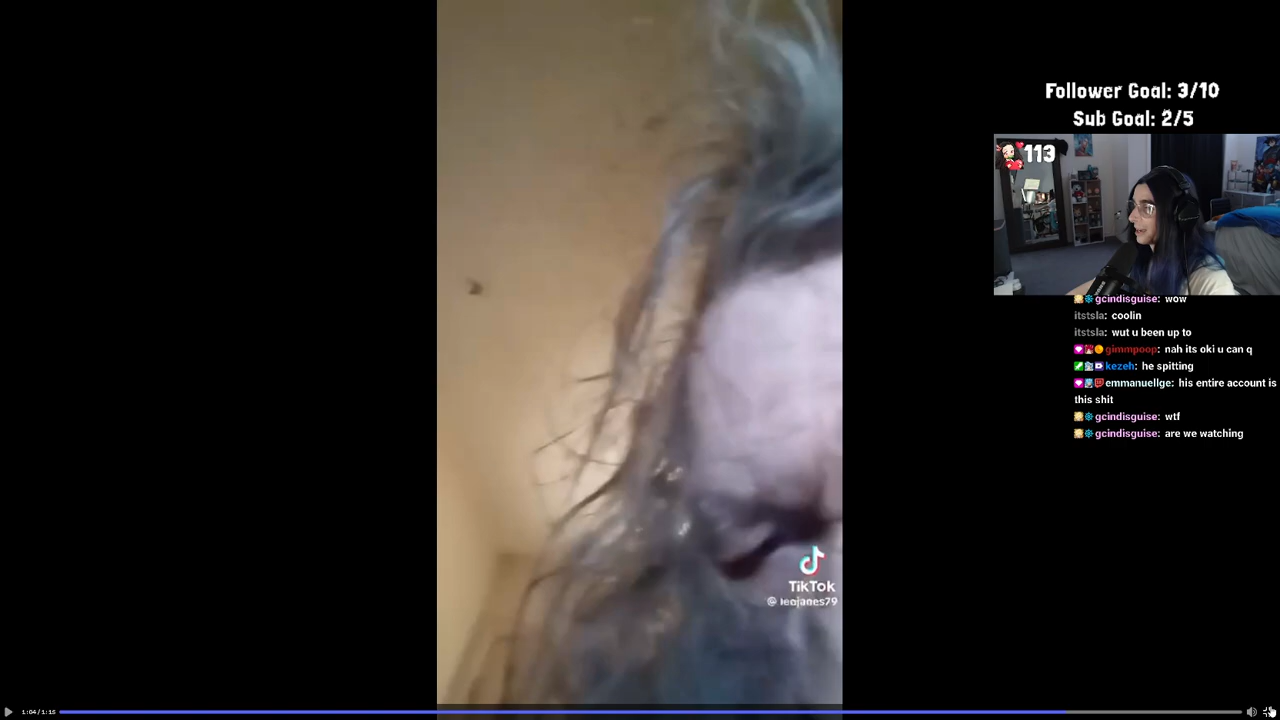 Follower Goal: 3/10
Sub Goal: 2/5
113
gcindisguise: wow
itstsla: coolin
itstsla: wut u been up to
gimmpoop: nah its oki u can q
kezeh: he spitting
emmanuellge: his entire account is
this shit
gcindisguise: wtf
gcindisguise: are we watching
TikTok
1:04/1:15